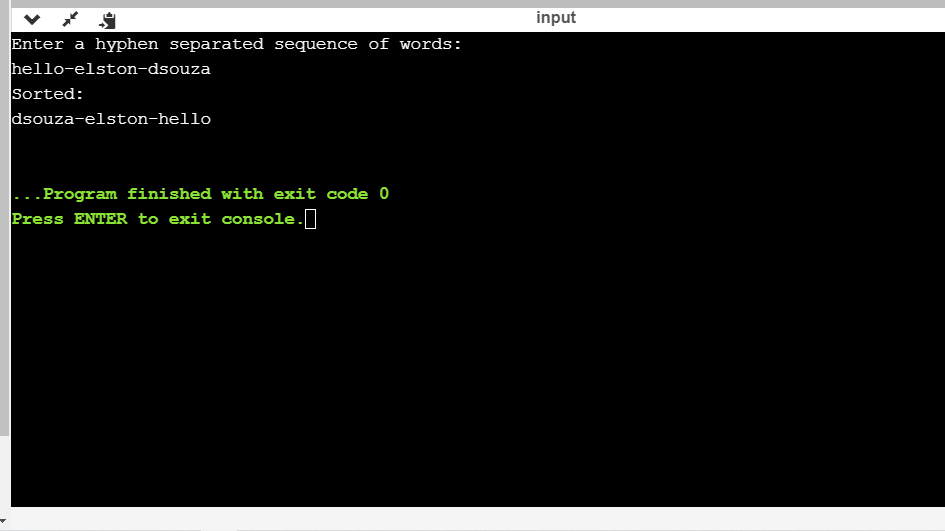 input
Enter a hyphen separated sequence of words:
hello-elston-dsouza
Sorted:
dsouza-elston-hello
...Program finished with exit code 0
Press ENTER to exit console.